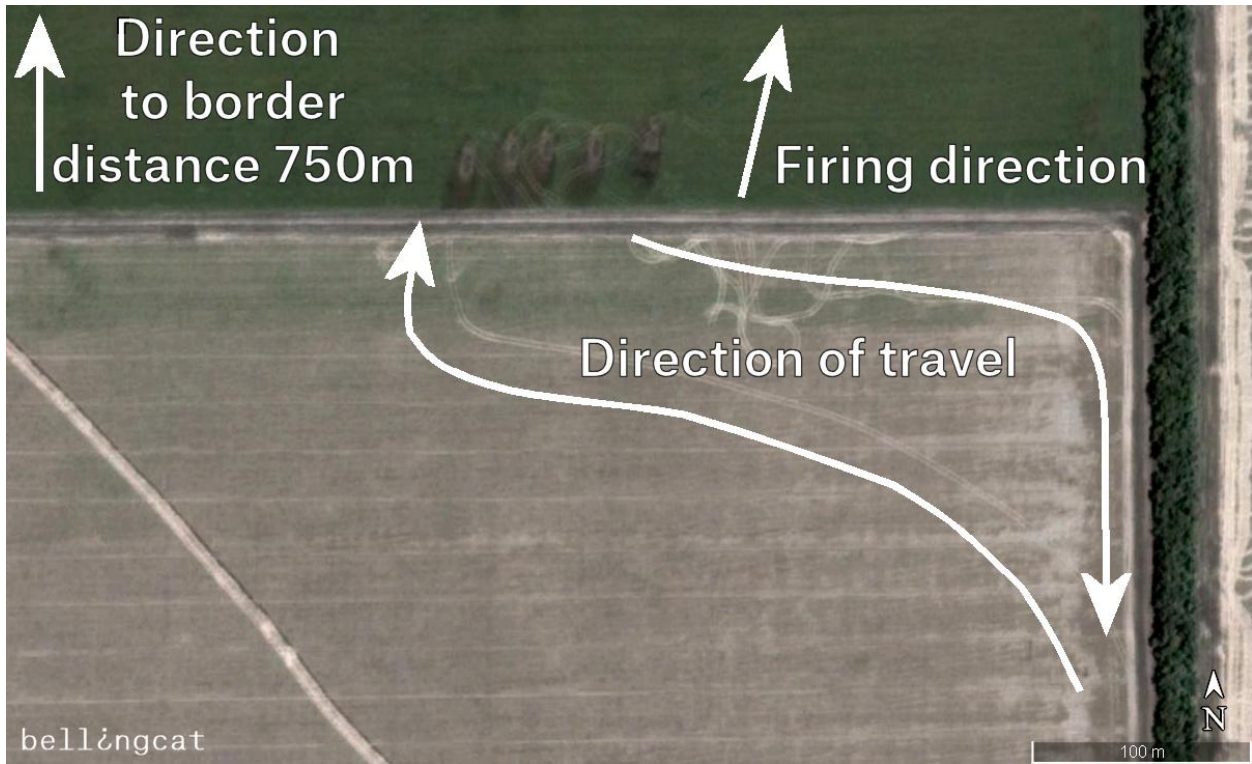 Direction
to border
distance 750m
Firing direction
Direction of travel
bell¿ngcat
N
100 m